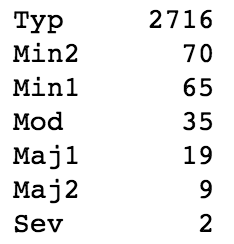 Typ 2716
Min2 70
Min1 65
Mod 35
Maj1 19
Maj2 9
Sev 2